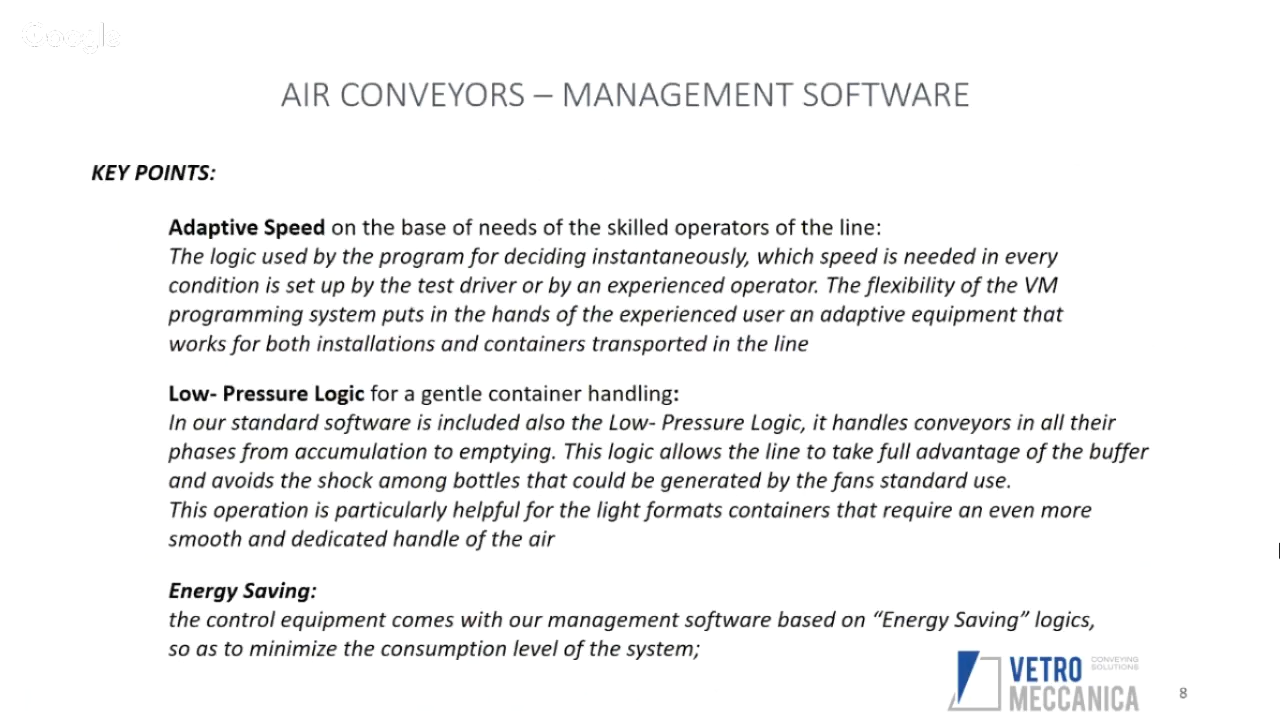 Google
AIR CONVEYORS – MANAGEMENT SOFTWARE
KEY POINTS:
Adaptive Speed on the base of needs of the skilled operators of the line:
The logic used by the program for deciding instantaneously, which speed is needed in every
condition is set up by the test driver or by an experienced operator. The flexibility of the VM
programming system puts in the hands of the experienced user an adaptive equipment that
works for both installations and containers transported in the line
Low- Pressure Logic for a gentle container handling:
In our standard software is included also the Low- Pressure Logic, it handles conveyors in all their
phases from accumulation to emptying. This logic allows the line to take full advantage of the buffer
and avoids the shock among bottles that could be generated by the fans standard use.
This operation is particularly helpful for the light formats containers that require an even more
smooth and dedicated handle of the air
Energy Saving:
the control equipment comes with our management software based on “Energy Saving” logics,
so as to minimize the consumption level of the system;
VETRO CONVEYING SOLUTIONS
MECCANICA
8